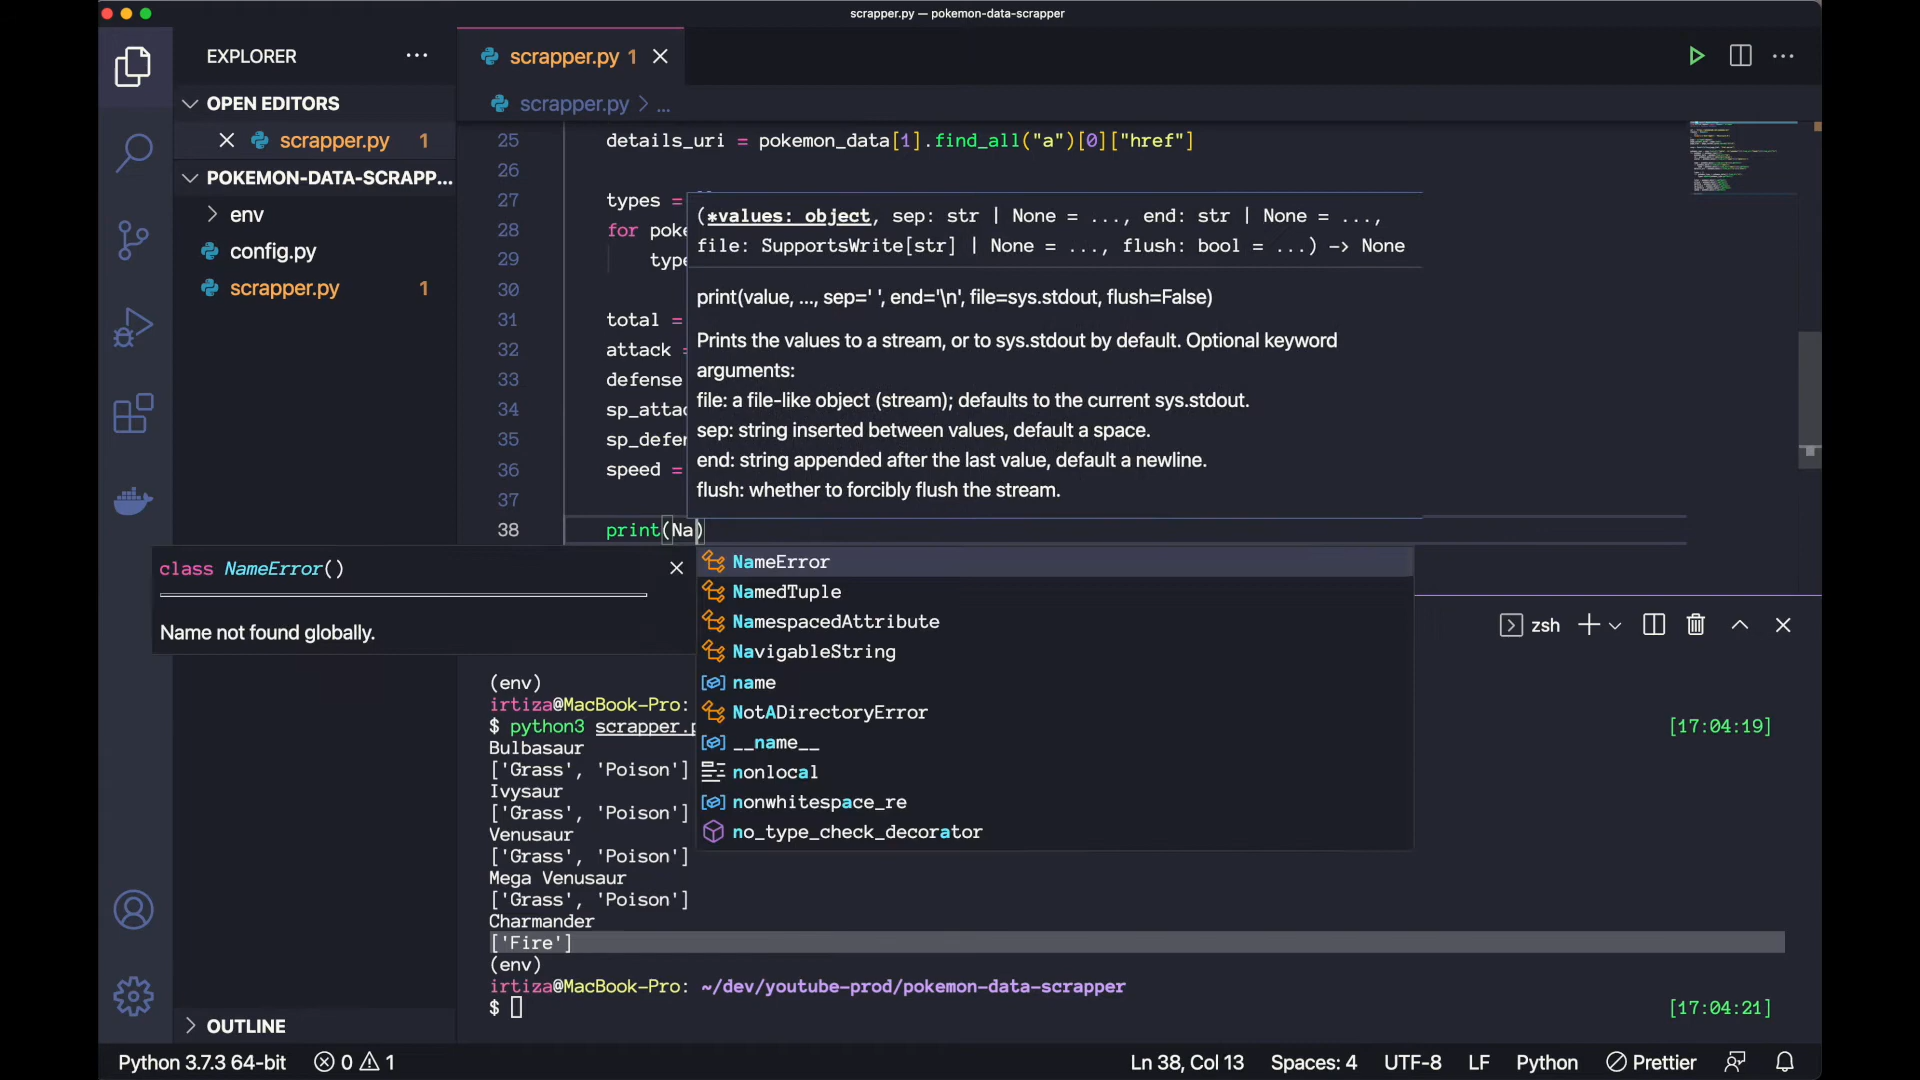 scrapper.py — pokemon-data-scrapper
EXPLORER
OPEN EDITORS
scrapper.py 1
POKEMON-DATA-SCRAPP...
env
config.py
scrapper.py 1
OUTLINE
scrapper.py 1
scrapper.py > ...
25 details_uri = pokemon_data[1].find_all("a")[0]["href"]
26
27 types =
28 for poke
29 type
30
31 total =
32 attack =
33 defense
34 sp_attac
35 sp_defen
36 speed =
37
38 print(Na)
(*values: object, sep: str | None = ..., end: str | None = ...,
file: SupportsWrite[str] | None = ..., flush: bool = ...) -> None
print(value, ..., sep=' ', end='\n', file=sys.stdout, flush=False)
Prints the values to a stream, or to sys.stdout by default. Optional keyword
arguments:
file: a file-like object (stream); defaults to the current sys.stdout.
sep: string inserted between values, default a space.
end: string appended after the last value, default a newline.
flush: whether to forcibly flush the stream.
class NameError()
Name not found globally.
NameError
NamedTuple
NamespacedAttribute
NavigableString
name
NotADirectoryError
__name__
nonlocal
nonwhitespace_re
no_type_check_decorator
zsh
(env)
irtiza@MacBook-Pro:
$ python3 scrapper.p
[17:04:19]
Bulbasaur
['Grass', 'Poison']
Ivysaur
['Grass', 'Poison']
Venusaur
['Grass', 'Poison']
Mega Venusaur
['Grass', 'Poison']
Charmander
['Fire']
(env)
irtiza@MacBook-Pro: ~/dev/youtube-prod/pokemon-data-scrapper
$
[17:04:21]
Python 3.7.3 64-bit 0 1 Ln 38, Col 13 Spaces: 4 UTF-8 LF Python Prettier